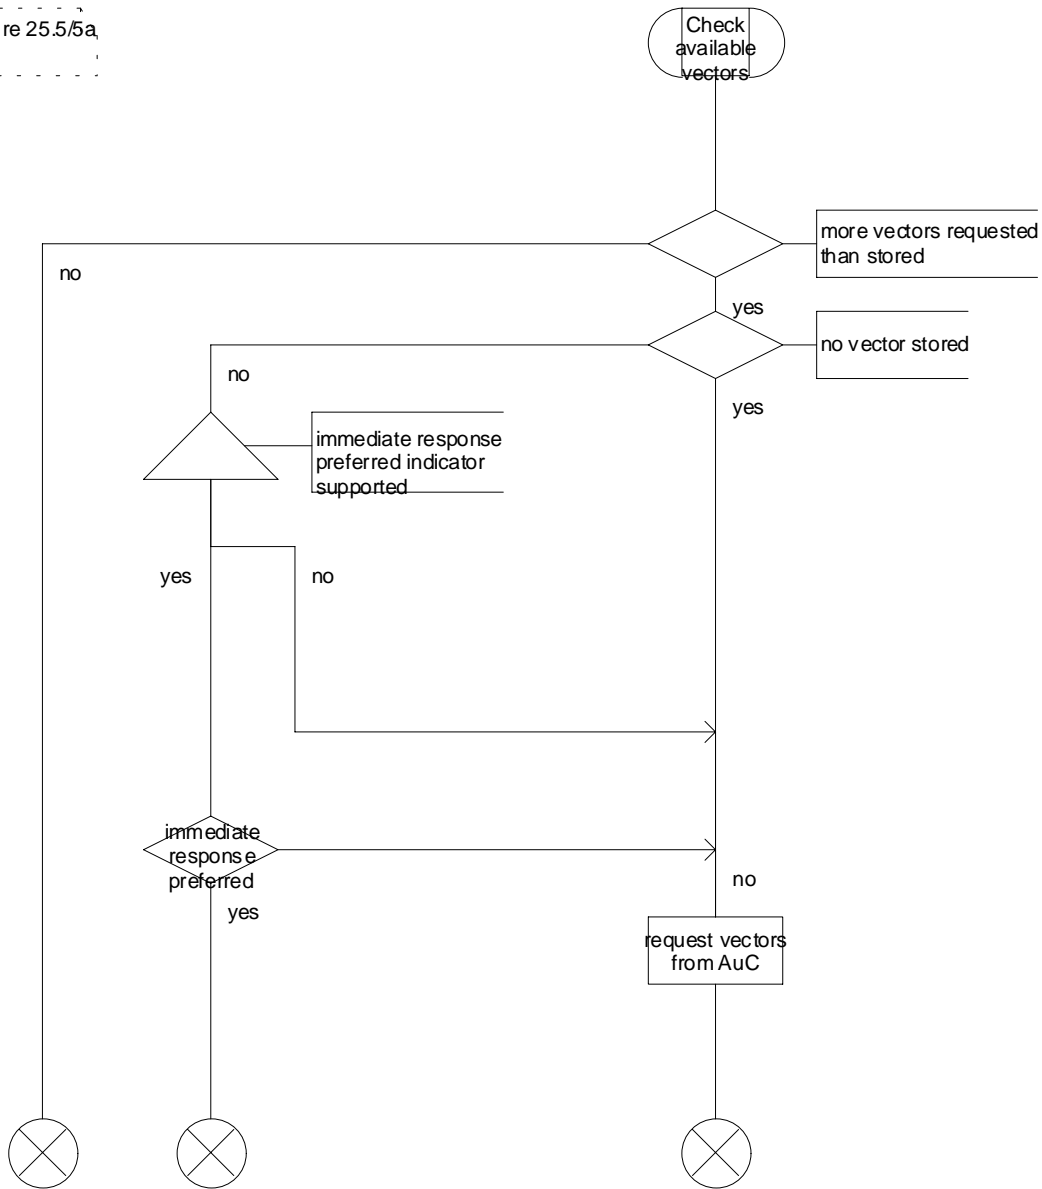 re 25.5/5a
Check
available
vectors
more vectors requested
than stored
no
yes
no vector stored
no
yes
immediate response
preferred indicator
supported
yes
no
immediate
response
preferred
no
yes
request vectors
from AuC